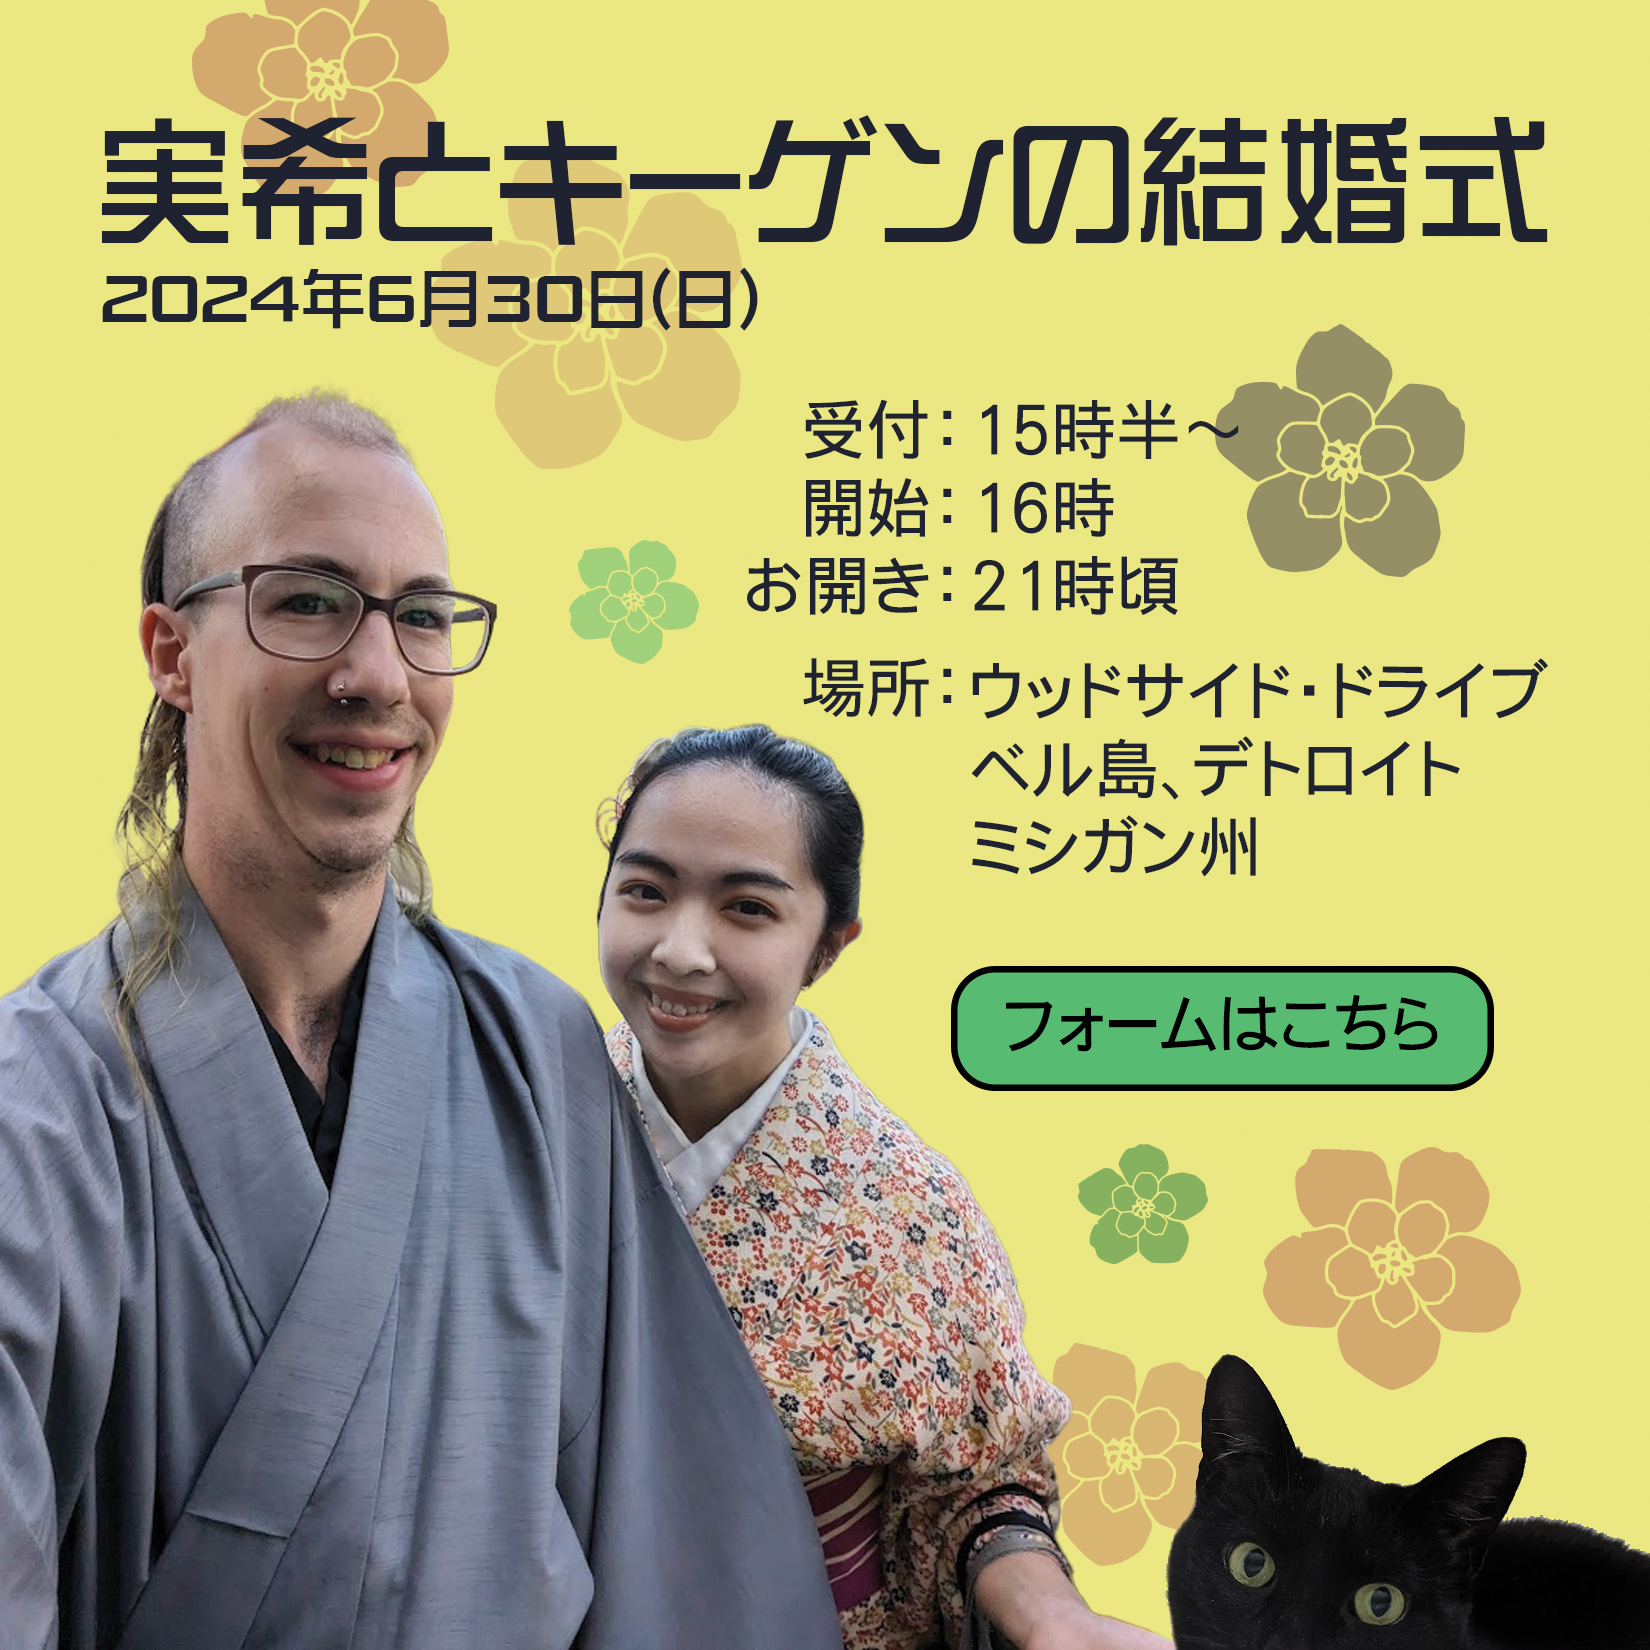 実希とキーゲンの結婚式
2024年6月30日(日)
受付：15時半～
開始：16時
お開き：21時頃
場所：ウッドサイド・ドライブ
ベル島、デトロイト
ミシガン州
フォームはこちら